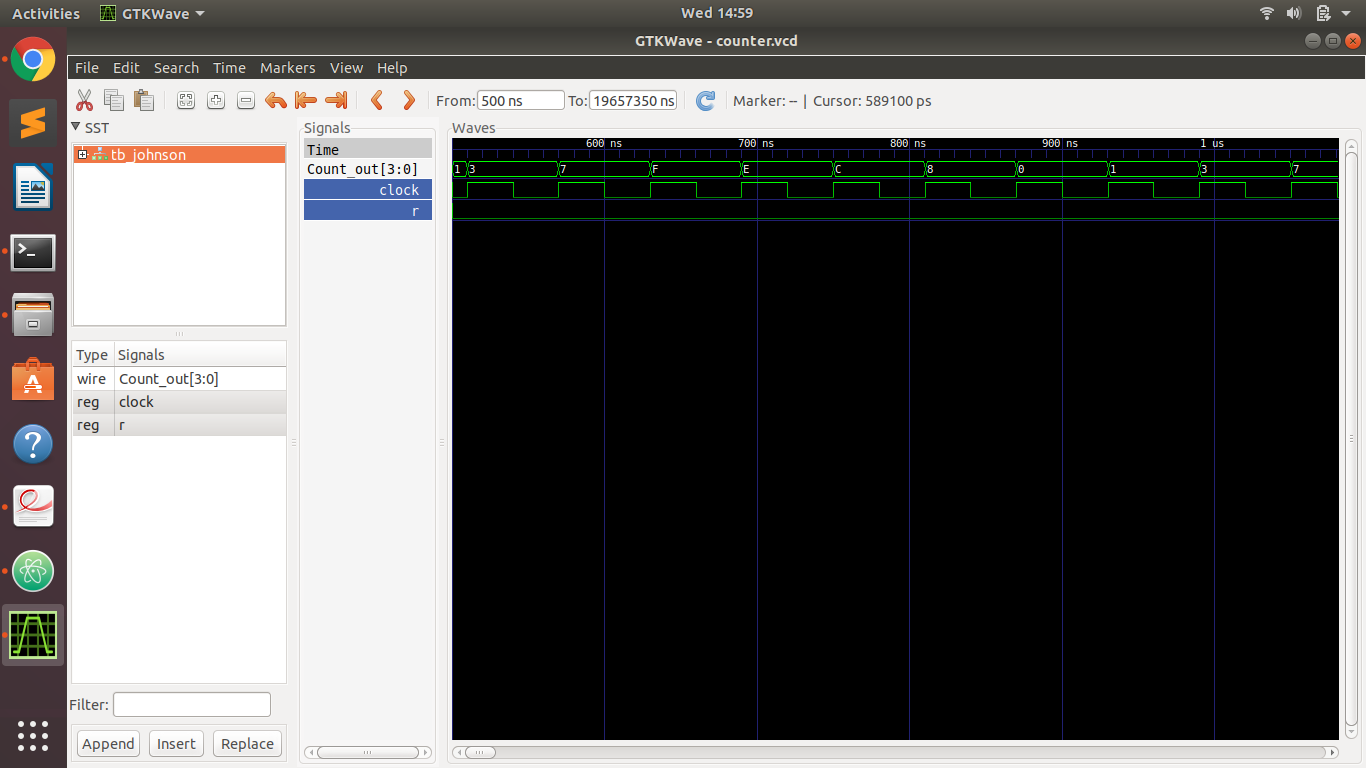 Activities GTKWave Wed 14:59
GTKWave - counter.vcd
File Edit Search Time Markers View Help
From: 500 ns To: 19657350 ns Marker: -- | Cursor: 589100 ps
SST
tb_johnson
Type Signals
wire Count_out[3:0]
reg clock
reg r
Filter:
Append Insert Replace
Signals
Time
Count_out[3:0]
clock
r
Waves
600 ns 700 ns 800 ns 900 ns 1 us
1 3 7 F E C 8 0 1 3 7